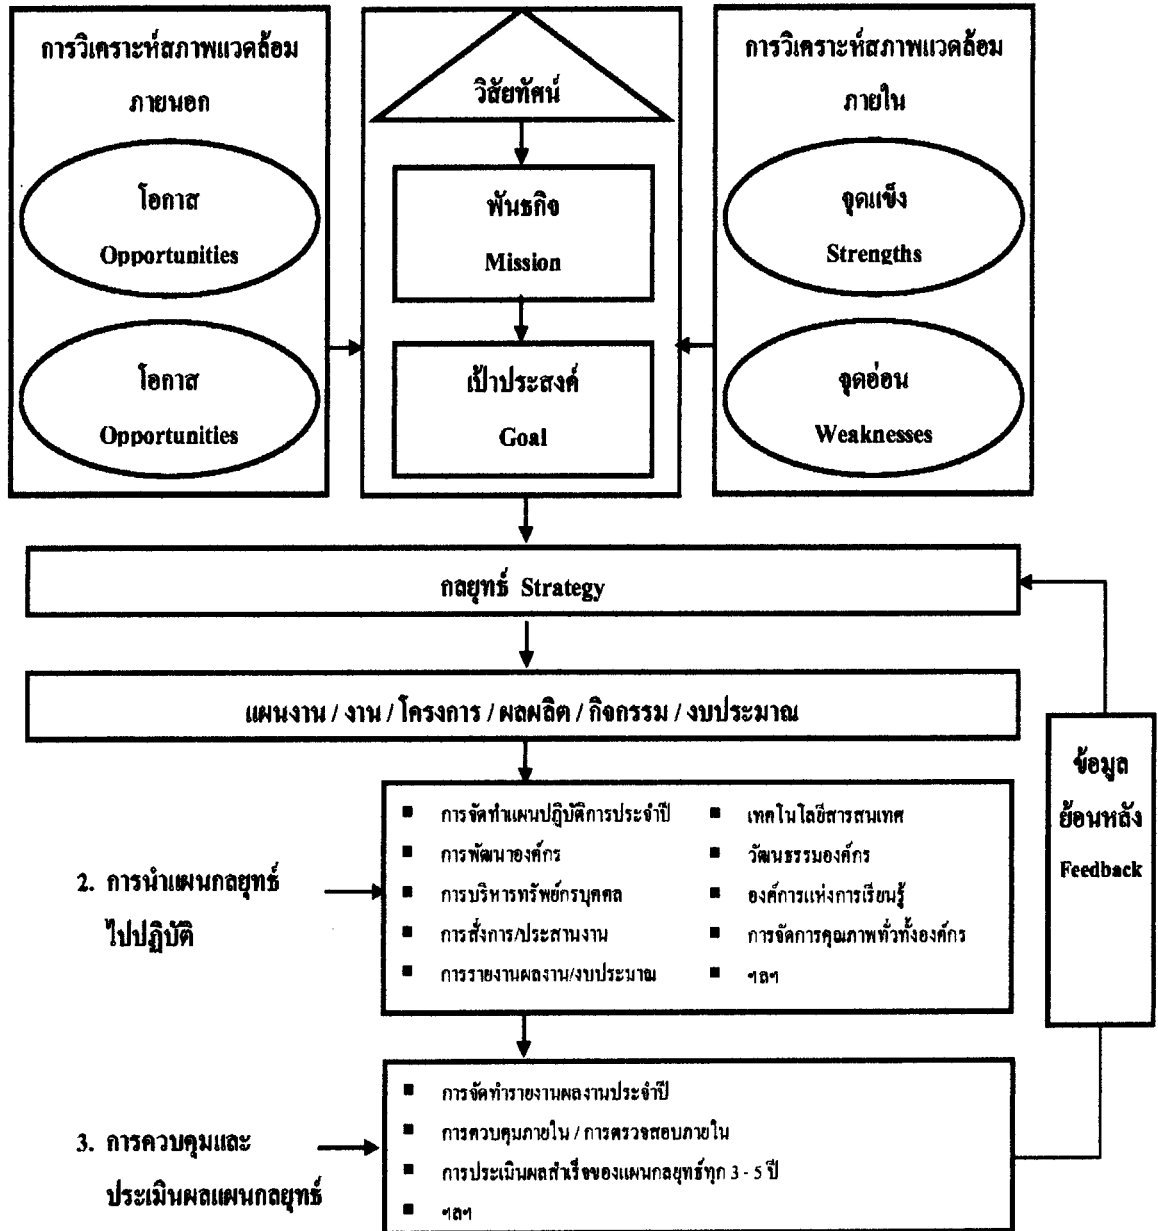 การวิเคราะห์สภาพแวดล้อม
ภายนอก
โอกาส
Opportunities
โอกาส
Opportunities
วิสัยทัศน์
พันธกิจ
Mission
เป้าประสงค์
Goal
การวิเคราะห์สภาพแวดล้อม
ภายใน
จุดแข็ง
Strengths
จุดอ่อน
Weaknesses
กลยุทธ์ Strategy
แผนงาน / งาน / โครงการ / ผลผลิต / กิจกรรม / งบประมาณ
2. การนำแผนกลยุทธ์
ไปปฏิบัติ
■ การจัดทำแผนปฏิบัติการประจำปี
■ การพัฒนาองค์กร
■ การบริหารทรัพย์กรบุคคล
■ การสั่งการ/ประสานงาน
■ การรายงานผลงาน/งบประมาณ
■ เทคโนโลยีสารสนเทศ
■ วัฒนธรรมองค์กร
■ องค์การแห่งการเรียนรู้
■ การจัดการคุณภาพทั่วทั้งองค์กร
■ ฯลฯ
3. การควบคุมและ
ประเมินผลแผนกลยุทธ์
■ การจัดทำรายงานผลงานประจำปี
■ การควบคุมภายใน / การตรวจสอบภายใน
■ การประเมินผลสำเร็จของแผนกลยุทธ์ทุก 3 - 5 ปี
■ ฯลฯ
ข้อมูล
ย้อนหลัง
Feedback